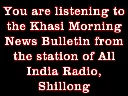 You are listening to
the Khasi Morning
News Bulletin from
the station of All
India Radio,
Shillong